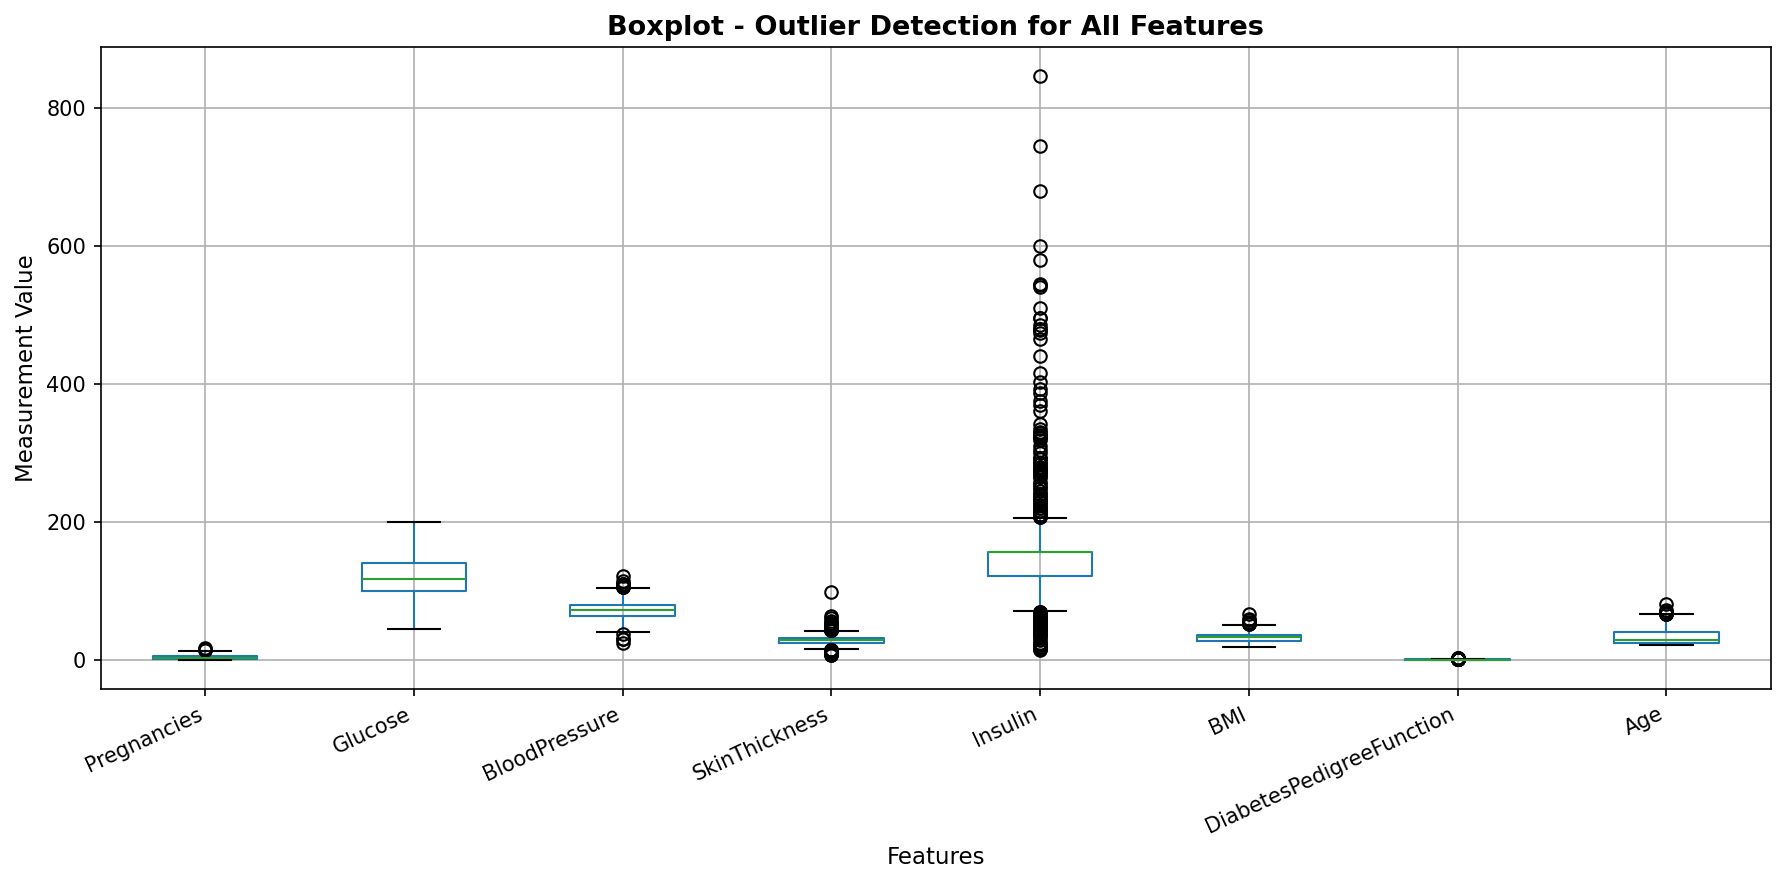 Boxplot - Outlier Detection for All Features
Measurement Value
800
600
400
200
0
Pregnancies
Glucose
BloodPressure
SkinThickness
Insulin
BMI
DiabetesPedigreeFunction
Age
Features